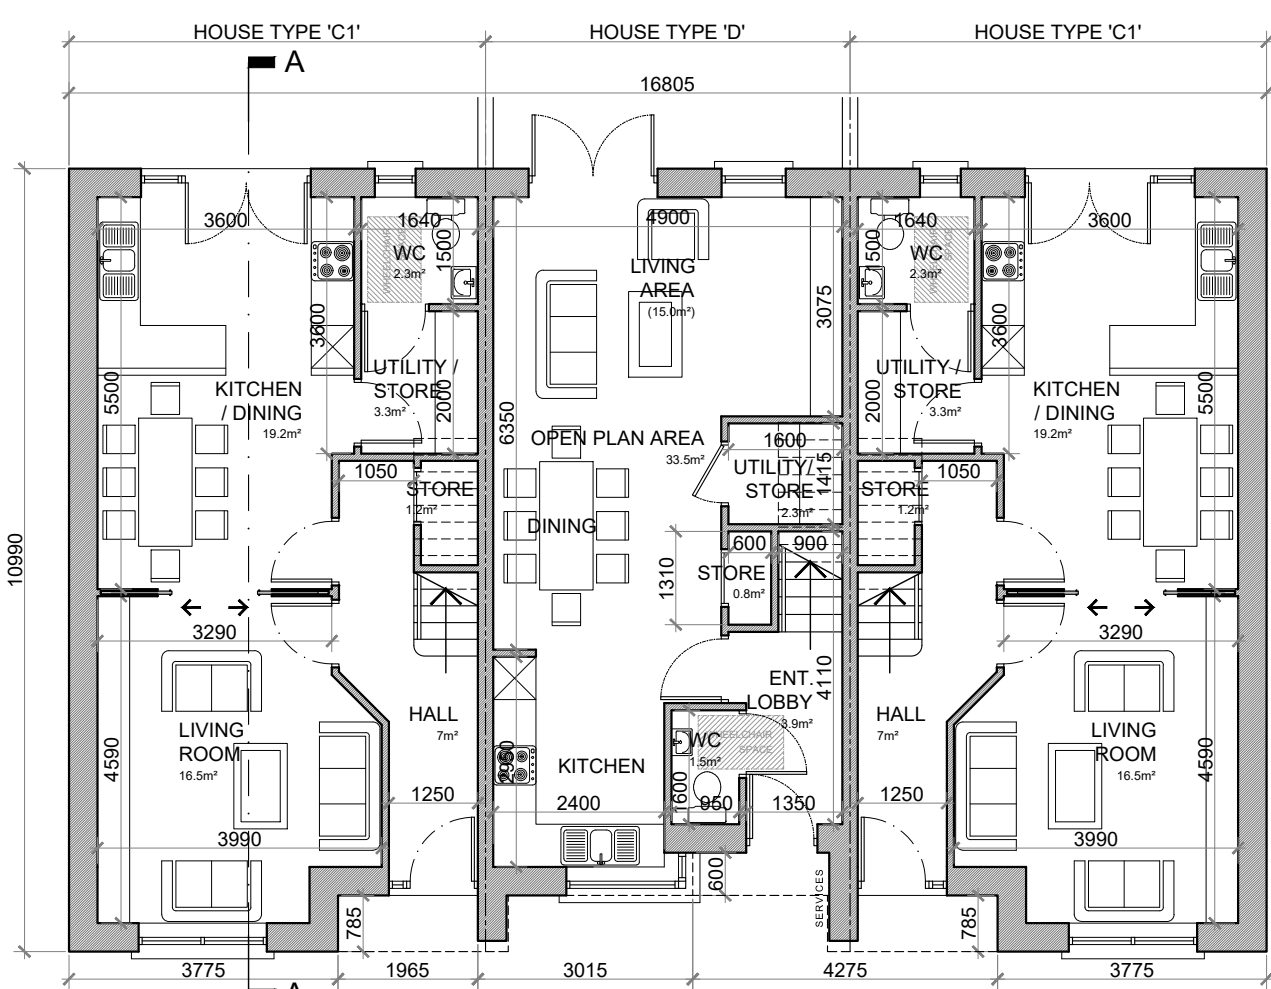 HOUSE TYPE 'C1'
HOUSE TYPE 'D'
HOUSE TYPE 'C1'
A
16805
10990
3600
1640
4900
1640
3600
WC
2.3m²
1500
WHEELCHAIR
LIVING
AREA
(15.0m²)
3075
1500
WC
2.3m²
3600
3600
5500
KITCHEN
/ DINING
19.2m²
UTILITY /
STORE
3.3m²
2000
6350
OPEN PLAN AREA
33.5m²
1600
UTILITY/
STORE
2.3m²
1415
2000
UTILITY /
STORE
3.3m²
KITCHEN
/ DINING
19.2m²
5500
1050
STORE
1.2m²
DINING
600
900
STORE
0.8m²
1310
STORE
1.2m²
1050
3290
3290
LIVING
ROOM
16.5m²
4590
HALL
7m²
ENT.
LOBBY
3.9m²
4110
WC
1.5m²
WHEELCHAIR
SPACE
HALL
7m²
LIVING
ROOM
16.5m²
4590
2990
KITCHEN
1250
2400
1600
950
1350
1250
3990
3990
600
SERVICES
785
785
3775
1965
3015
4275
3775
A